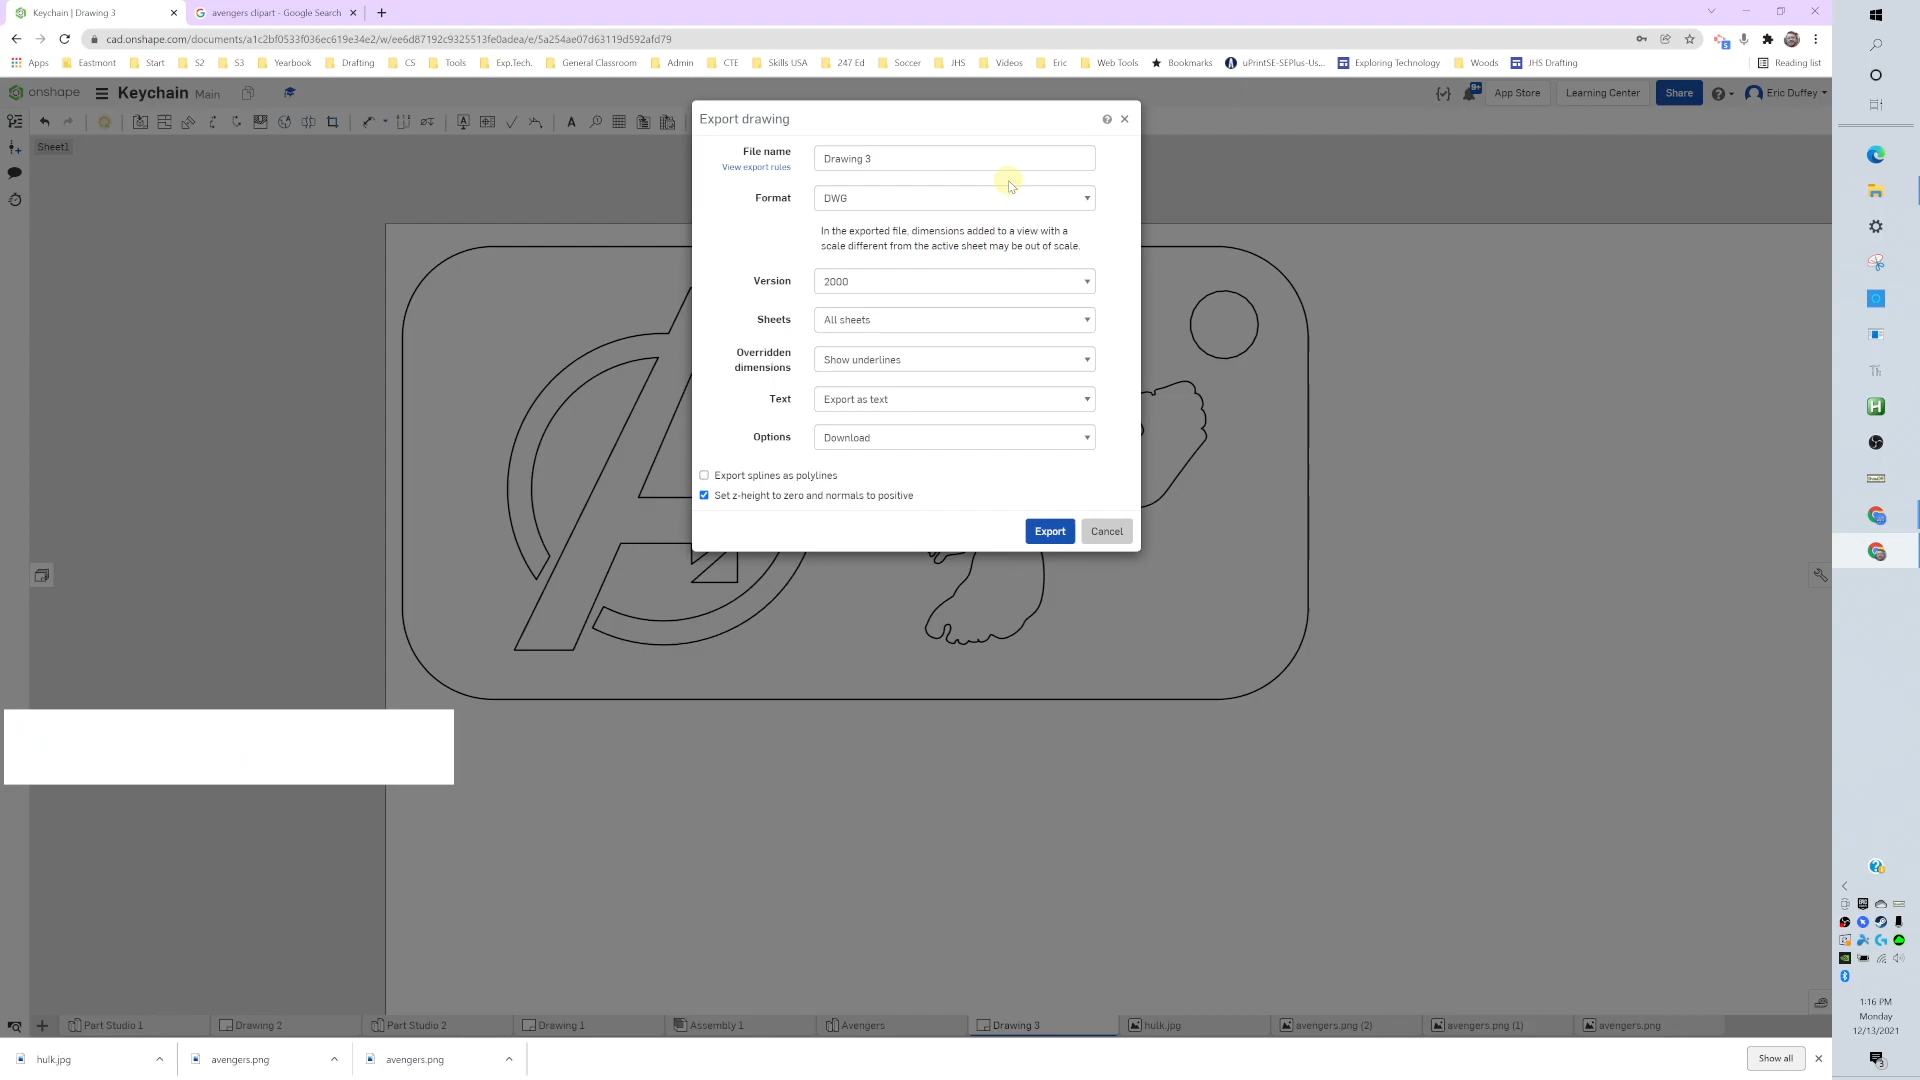 Keychain | Drawing 3
avengers clipart - Google Search
cad.onshape.com/documents/a1c2bf0533f036ec619e34e2/w/ee6d87192c9325513fe0adea/e/5a254ae07d63119d592afd79
Apps Eastmont Start S2 S3 Yearbook Drafting CS Tools Exp.Tech. General Classroom Admin CTE Skills USA 247 Ed Soccer JHS Videos Eric Web Tools Bookmarks uPrintSE-SEPlus-Us... Exploring Technology Woods JHS Drafting Reading list
onshape Keychain Main 9+ App Store Learning Center Share Eric Duffey
Sheet1
Export drawing
File name Drawing 3
View export rules
Format DWG
In the exported file, dimensions added to a view with a
scale different from the active sheet may be out of scale.
Version 2000
Sheets All sheets
Overridden
dimensions Show underlines
Text Export as text
Options Download
Export splines as polylines
Set z-height to zero and normals to positive
Export Cancel
Part Studio 1 Drawing 2 Part Studio 2 Drawing 1 Assembly 1 Avengers Drawing 3 hulk.jpg avengers.png (2) avengers.png (1) avengers.png
hulk.jpg avengers.png avengers.png Show all
1:16 PM
Monday
12/13/2021